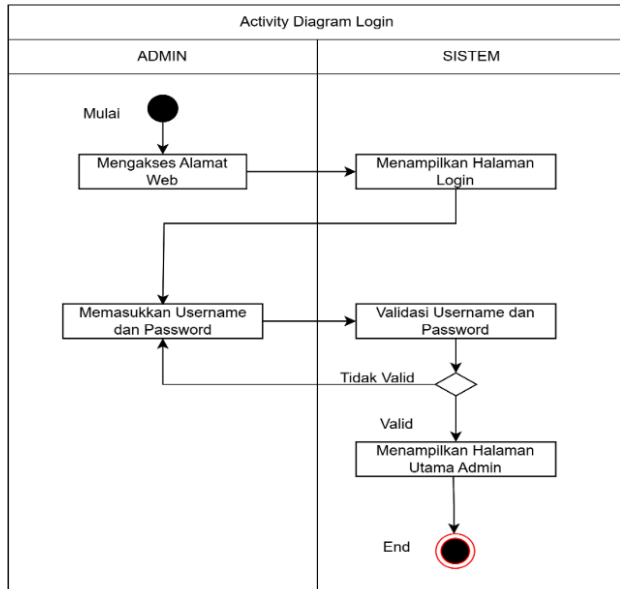 Activity Diagram Login
ADMIN
SISTEM
Mulai
Mengakses Alamat
Web
Menampilkan Halaman
Login
Memasukkan Username
dan Password
Validasi Username dan
Password
Tidak Valid
Valid
Menampilkan Halaman
Utama Admin
End